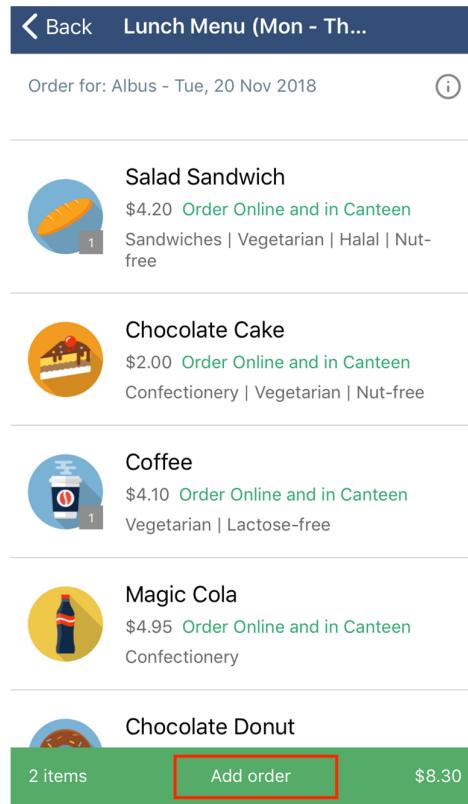 Back Lunch Menu (Mon - Th...
Order for: Albus - Tue, 20 Nov 2018
Salad Sandwich
$4.20 Order Online and in Canteen
1
Sandwiches | Vegetarian | Halal | Nut-
free
Chocolate Cake
$2.00 Order Online and in Canteen
Confectionery | Vegetarian | Nut-free
Coffee
$4.10 Order Online and in Canteen
1
Vegetarian | Lactose-free
Magic Cola
$4.95 Order Online and in Canteen
Confectionery
Chocolate Donut
2 items Add order $8.30